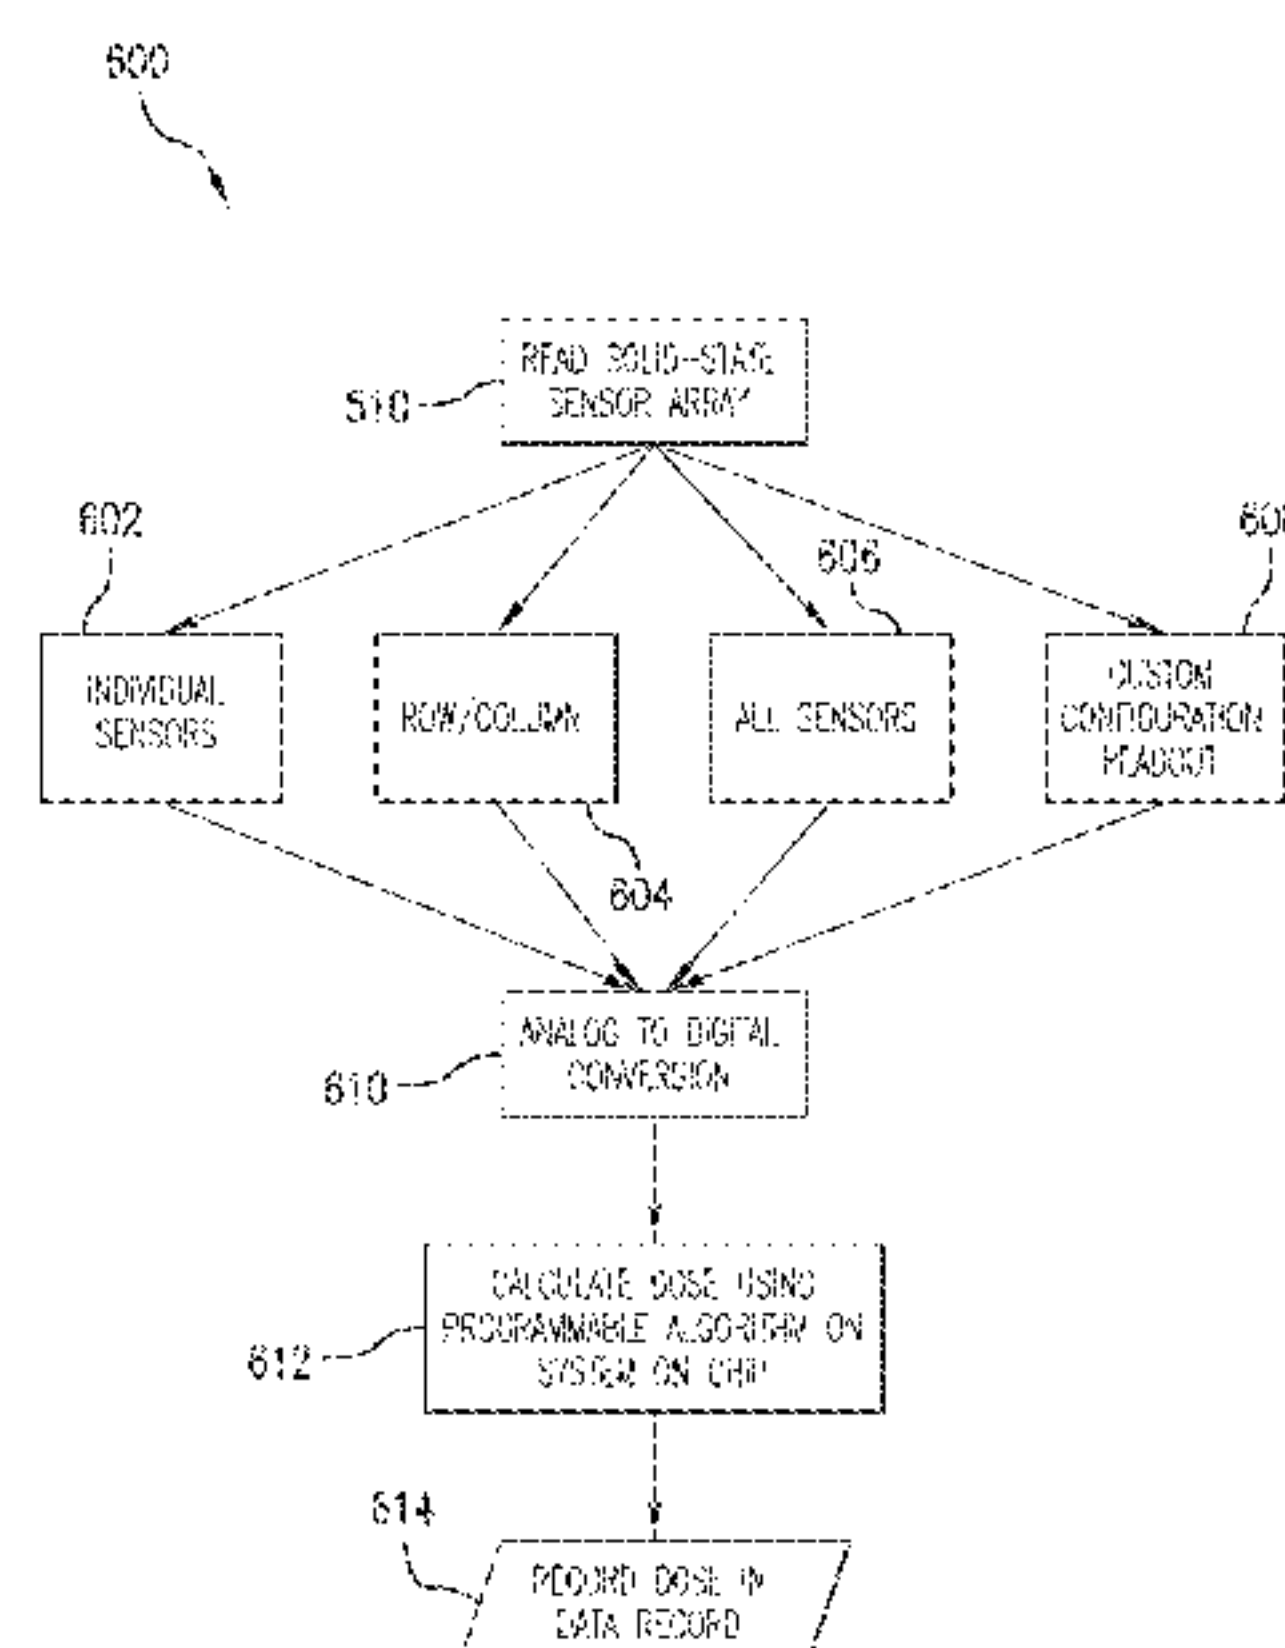 600
READ SOLID-STATE
SENSOR ARRAY
510
602
606
INDIVIDUAL
SENSORS
ROW/COLUMN
ALL SENSORS
CUSTOM
CONFIGURATION
READOUT
604
ANALOG TO DIGITAL
CONVERSION
610
CALCULATE DOSE USING
PROGRAMMABLE ALGORITHM ON
SYSTEM ON CHIP
612
614
RECORD DOSE IN
DATA RECORD